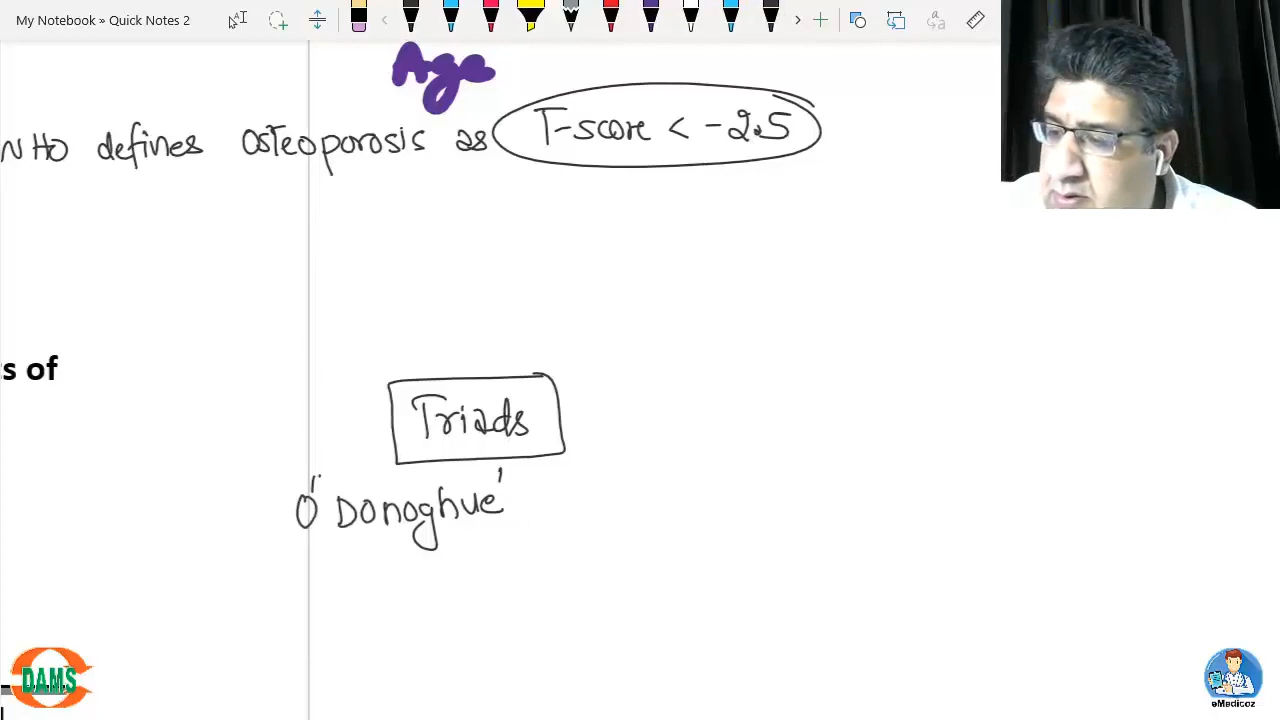 My Notebook » Quick Notes 2
Age
WHO defines Osteoporosis as T-score < -2.5
s of
Triads
O' Donoghue'
DAMS
eMedicoz